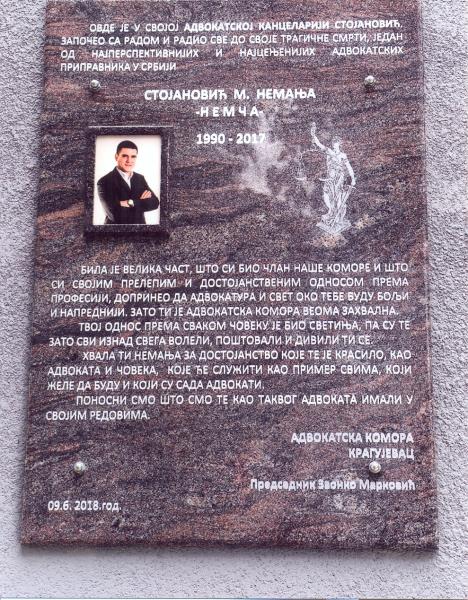 ОВДЕ ЈЕ У СВОЈОЈ АДВОКАТСКОЈ КАНЦЕЛАРИЈИ СТОЈАНОВИЋ,
ЗАПОЧЕО СА РАДОМ И РАДИО СВЕ ДО СВОЈЕ ТРАГИЧНЕ СМРТИ, ЈЕДАН
ОД НАЈПЕРСПЕКТИВНИЈИХ И НАЈЦЕЊЕНИЈИХ АДВОКАТСКИХ
ПРИПРАВНИКА У СРБИЈИ
СТОЈАНОВИЋ М. НЕМАЊА
-Н Е М Ч А-
1990 - 2017
БИЛА ЈЕ ВЕЛИКА ЧАСТ, ШТО СИ БИО ЧЛАН НАШЕ КОМОРЕ И ШТО
СИ СВОЈИМ ПРЕЛЕПИМ И ДОСТОЈАНСТВЕНИМ ОДНОСОМ ПРЕМА
ПРОФЕСИЈИ, ДОПРИНЕО ДА АДВОКАТУРА И СВЕТ ОКО ТЕБЕ БУДУ БОЉИ
И НАПРЕДНИЈИ. ЗАТО ТИ ЈЕ АДВОКАТСКА КОМОРА ВЕОМА ЗАХВАЛНА.
ТВОЈ ОДНОС ПРЕМА СВАКОМ ЧОВЕКУ ЈЕ БИО СВЕТИЊА, ПА СУ ТЕ
ЗАТО СВИ ИЗНАД СВЕГА ВОЛЕЛИ, ПОШТОВАЛИ И ДИВИЛИ ТИ СЕ.
ХВАЛА ТИ НЕМАЊА ЗА ДОСТОЈАНСТВО КОЈЕ ТЕ ЈЕ КРАСИЛО, КАО
АДВОКАТА И ЧОВЕКА, КОЈЕ ЋЕ СЛУЖИТИ КАО ПРИМЕР СВИМА, КОЈИ
ЖЕЛЕ ДА БУДУ И КОЈИ СУ САДА АДВОКАТИ.
ПОНОСНИ СМО ШТО СМО ТЕ КАО ТАКВОГ АДВОКАТА ИМАЛИ У
СВОЈИМ РЕДОВИМА.
АДВОКАТСКА КОМОРА
КРАГУЈЕВАЦ
Председник Звонко Марковић
09.6. 2018.год.